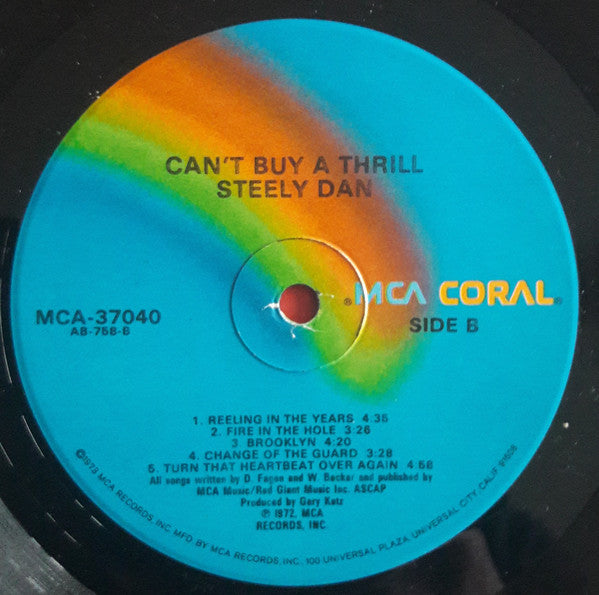 CAN'T BUY A THRILL
STEELY DAN
MCA CORAL
MCA-37040
AB-758-B
SIDE B
1. REELING IN THE YEARS 4:35
2. FIRE IN THE HOLE 3:26
3 BROOKLYN 4:20
4. CHANGE OF THE GUARD 3:28
5. TURN THAT HEARTBEAT OVER AGAIN 4:58
All songs written by D. Fagen and W. Becker and published by
MCA Music/Red Giant Music Inc. ASCAP
Produced by Gary Katz
℗ 1972, MCA
RECORDS, INC.
MCA RECORDS, INC. MFD. BY MCA RECORDS, INC. 100 UNIVERSAL PLAZA, UNIVERSAL CITY, CALIF. 91608